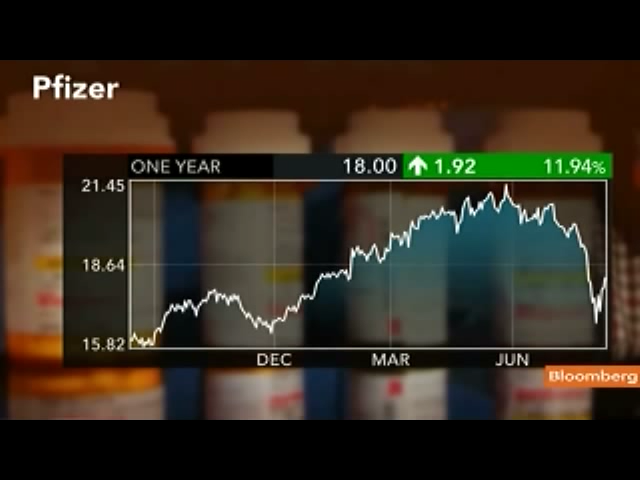 Pfizer
ONE YEAR 18.00 1.92 11.94%
21.45
18.64
15.82
DEC MAR JUN
Bloomberg